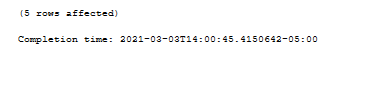 (5 rows affected)
Completion time: 2021-03-03T14:00:45.4150642-05:00